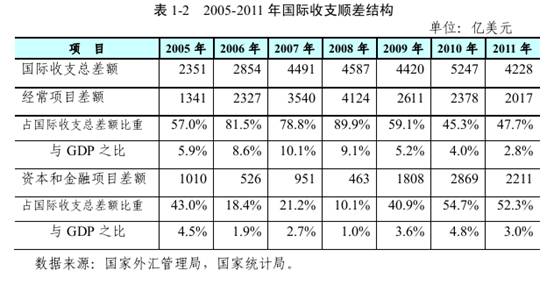 表 1-2 2005-2011 年国际收支顺差结构
单位：亿美元
项 目 2005 年 2006 年 2007 年 2008 年 2009 年 2010 年 2011 年
国际收支总差额 2351 2854 4491 4587 4420 5247 4228
经常项目差额 1341 2327 3540 4124 2611 2378 2017
占国际收支总差额比重 57.0% 81.5% 78.8% 89.9% 59.1% 45.3% 47.7%
与 GDP 之比 5.9% 8.6% 10.1% 9.1% 5.2% 4.0% 2.8%
资本和金融项目差额 1010 526 951 463 1808 2869 2211
占国际收支总差额比重 43.0% 18.4% 21.2% 10.1% 40.9% 54.7% 52.3%
与 GDP 之比 4.5% 1.9% 2.7% 1.0% 3.6% 4.8% 3.0%
数据来源：国家外汇管理局，国家统计局。